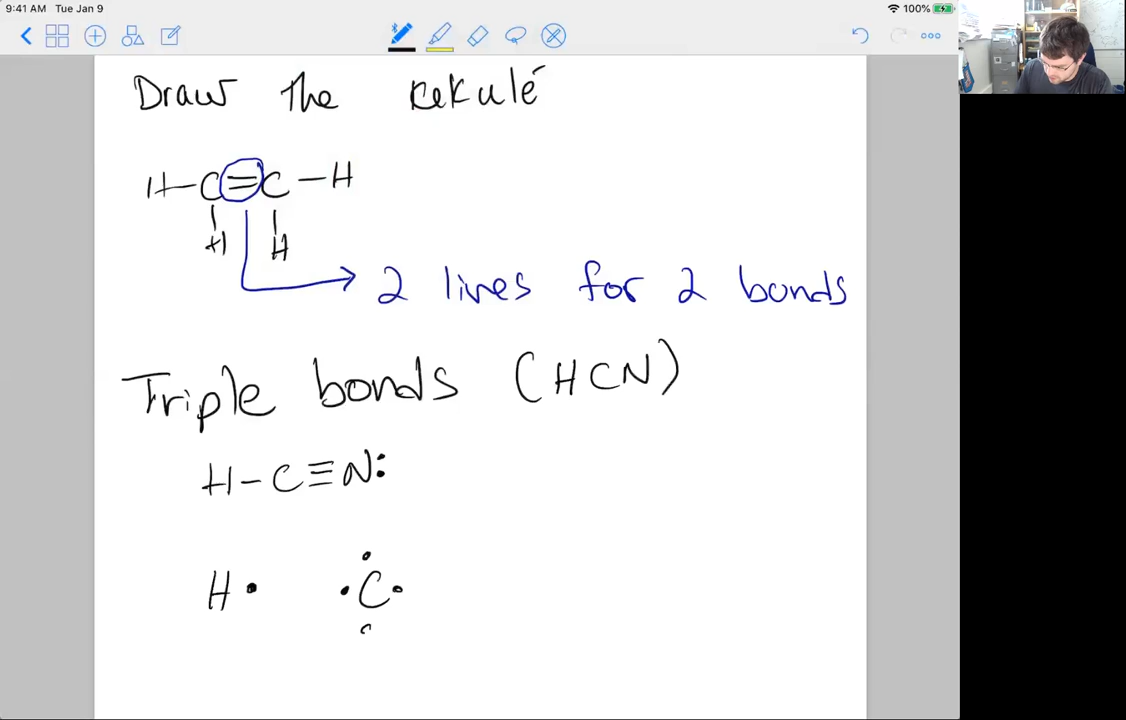 9:41 AM Tue Jan 9
100%
Draw the kekulé
H-C=C-H
H H
2 lines for 2 bonds
Triple bonds (HCN)
H-C≡N:
H• •C•